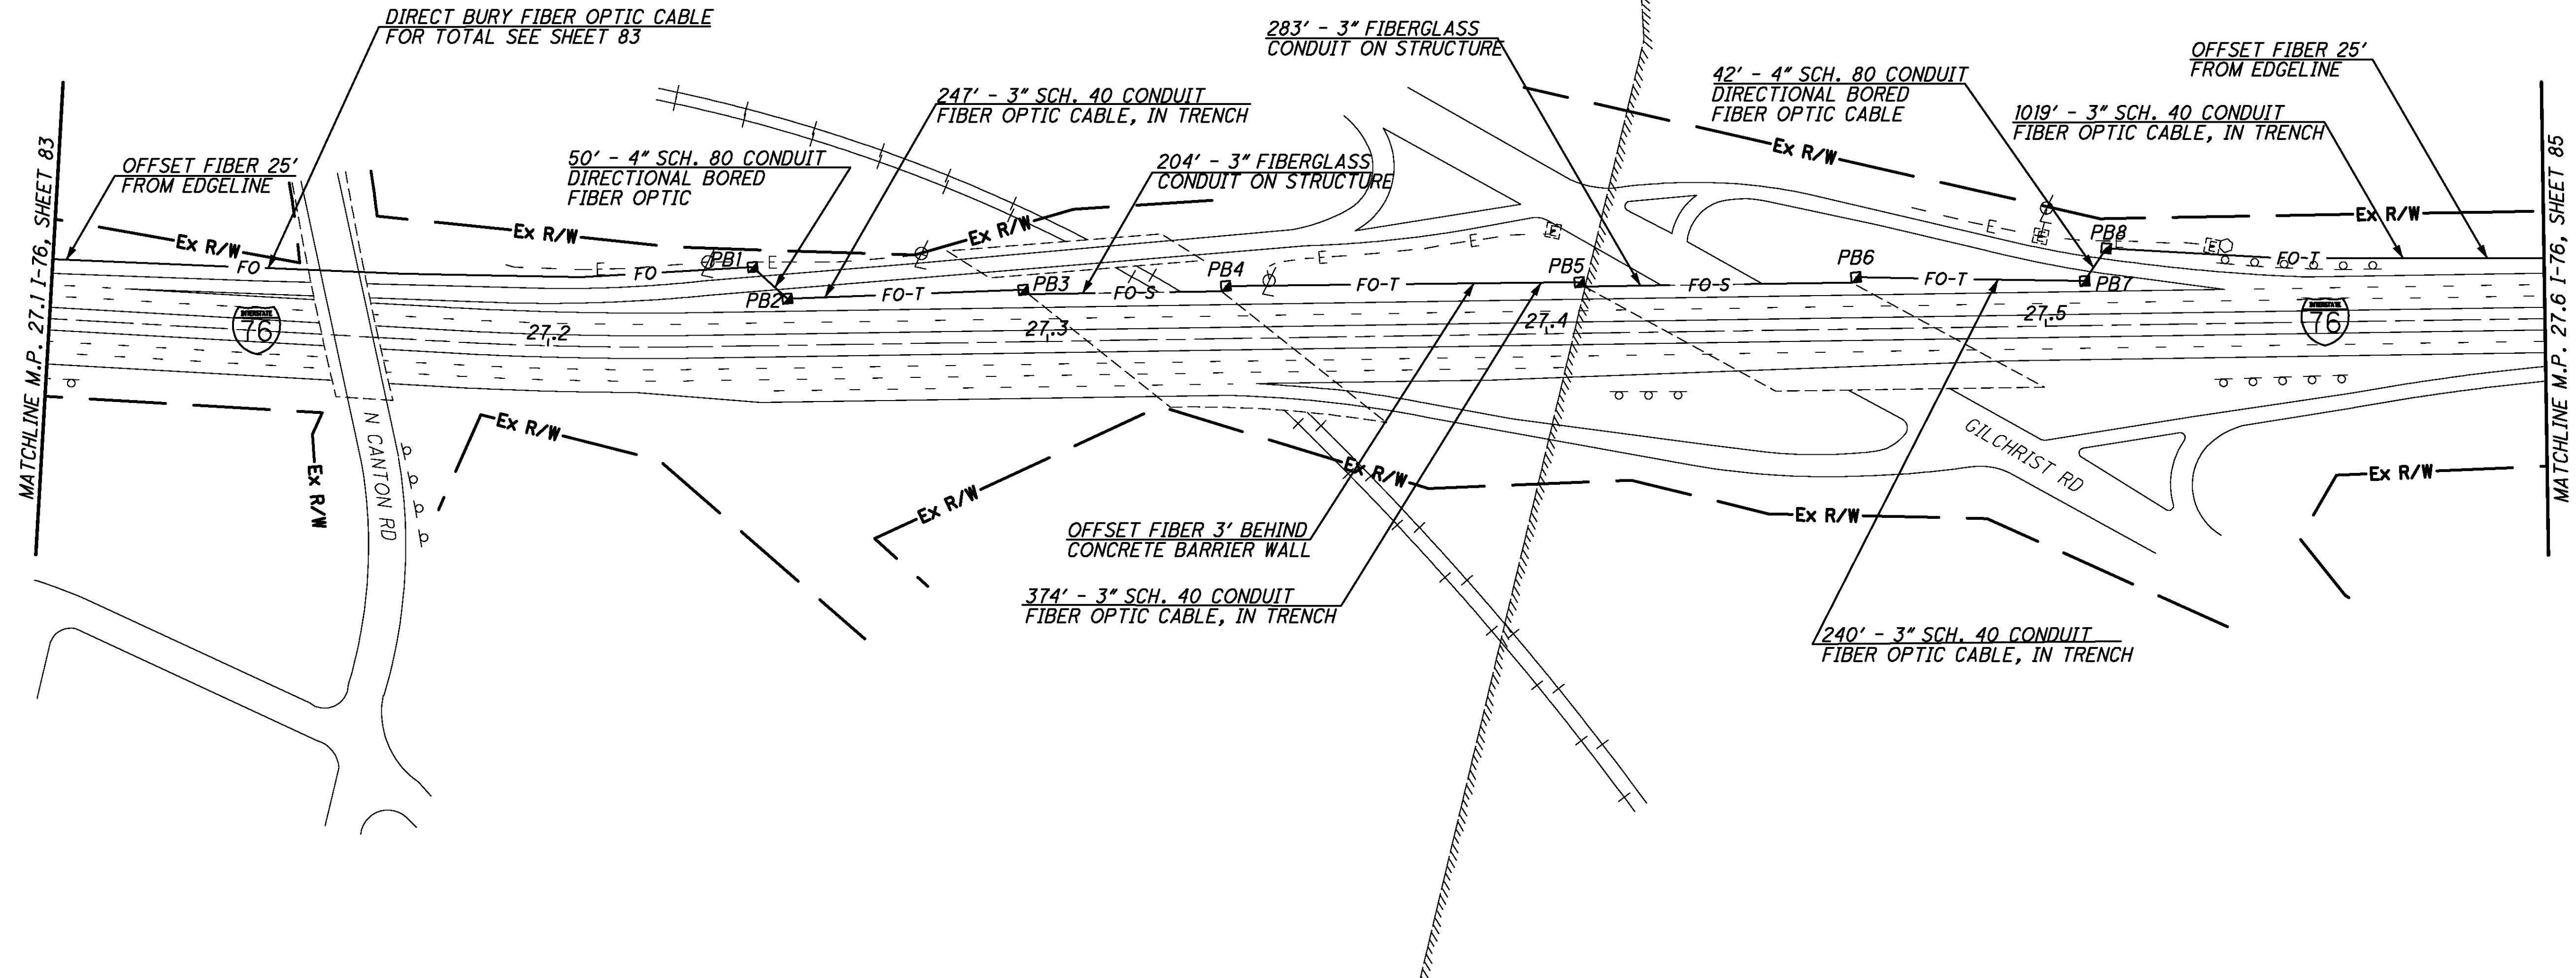 DIRECT BURY FIBER OPTIC CABLE
FOR TOTAL SEE SHEET 83
283' - 3" FIBERGLASS
CONDUIT ON STRUCTURE
OFFSET FIBER 25'
FROM EDGELINE
42' - 4" SCH. 80 CONDUIT
DIRECTIONAL BORED
FIBER OPTIC CABLE
247' - 3" SCH. 40 CONDUIT
FIBER OPTIC CABLE, IN TRENCH
1019' - 3" SCH. 40 CONDUIT
FIBER OPTIC CABLE, IN TRENCH
OFFSET FIBER 25'
FROM EDGELINE
50' - 4" SCH. 80 CONDUIT
DIRECTIONAL BORED
FIBER OPTIC
204' - 3" FIBERGLASS
CONDUIT ON STRUCTURE
MATCHLINE M.P. 27.1 I-76, SHEET 83
MATCHLINE M.P. 27.6 I-76, SHEET 85
Ex R/W
Ex R/W
Ex R/W
Ex R/W
Ex R/W
E
E
E
E
E
E
E
E
E
FO
FO
PB1
PB2
FO-T
PB3
FO-S
PB4
FO-T
PB5
FO-S
PB6
FO-T
PB7
PB8
FO-T
INTERSTATE
76
27.2
27.3
27.4
27.5
INTERSTATE
76
N CANTON RD
GILCHRIST RD
Ex R/W
Ex R/W
Ex R/W
Ex R/W
Ex R/W
Ex R/W
OFFSET FIBER 3' BEHIND
CONCRETE BARRIER WALL
374' - 3" SCH. 40 CONDUIT
FIBER OPTIC CABLE, IN TRENCH
240' - 3" SCH. 40 CONDUIT
FIBER OPTIC CABLE, IN TRENCH